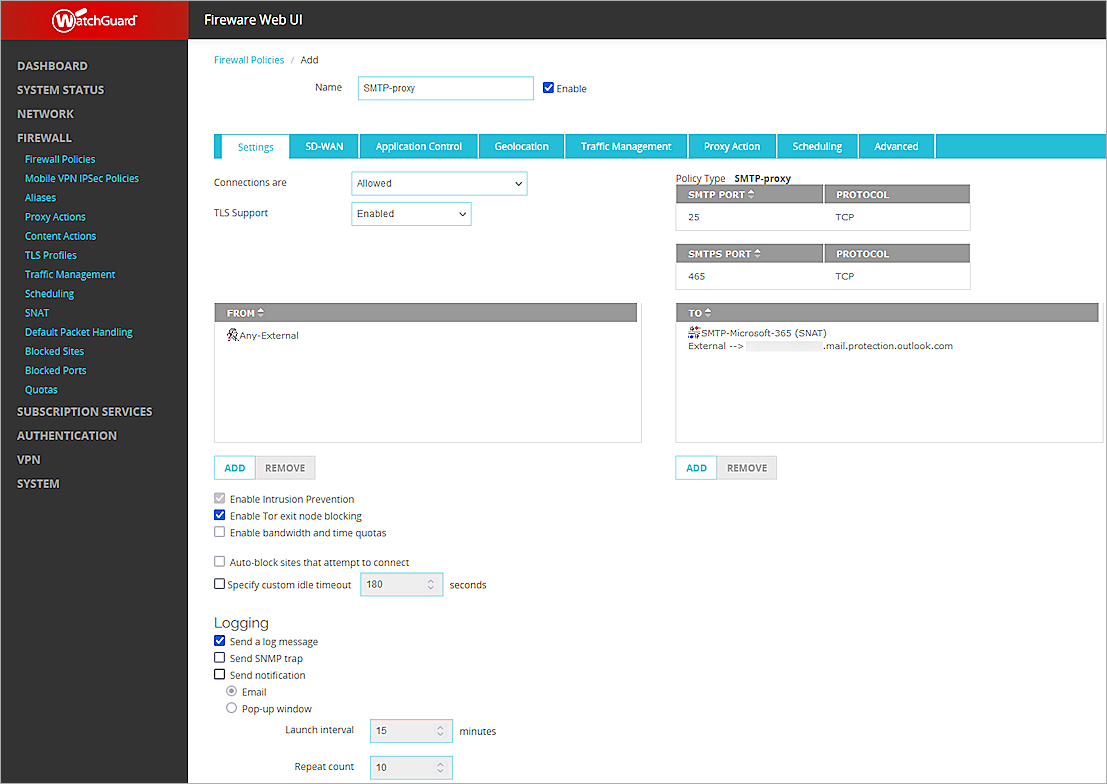 WatchGuard
Fireware Web UI
DASHBOARD
SYSTEM STATUS
NETWORK
FIREWALL
Firewall Policies
Mobile VPN IPSec Policies
Aliases
Proxy Actions
Content Actions
TLS Profiles
Traffic Management
Scheduling
SNAT
Default Packet Handling
Blocked Sites
Blocked Ports
Quotas
SUBSCRIPTION SERVICES
AUTHENTICATION
VPN
SYSTEM
Firewall Policies / Add
Name SMTP-proxy Enable
Settings SD-WAN Application Control Geolocation Traffic Management Proxy Action Scheduling Advanced
Connections are Allowed
TLS Support Enabled
Policy Type SMTP-proxy
SMTP PORT PROTOCOL
25 TCP
SMTPS PORT PROTOCOL
465 TCP
FROM
Any-External
ADD REMOVE
TO
SMTP-Microsoft-365 (SNAT)
External --> .mail.protection.outlook.com
ADD REMOVE
Enable Intrusion Prevention
Enable Tor exit node blocking
Enable bandwidth and time quotas
Auto-block sites that attempt to connect
Specify custom idle timeout 180 seconds
Logging
Send a log message
Send SNMP trap
Send notification
Email
Pop-up window
Launch interval 15 minutes
Repeat count 10